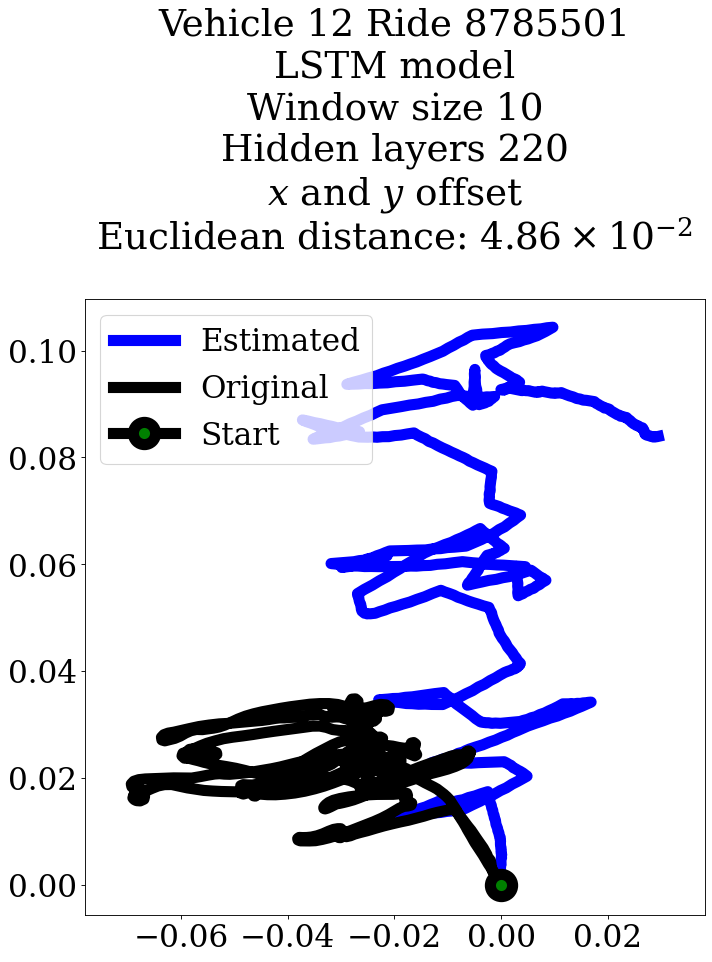 Vehicle 12 Ride 8785501
LSTM model
Window size 10
Hidden layers 220
x and y offset
Euclidean distance: 4.86 × 10⁻²
Estimated
Original
Start
0.10
0.08
0.06
0.04
0.02
0.00
−0.06 −0.04 −0.02 0.00 0.02